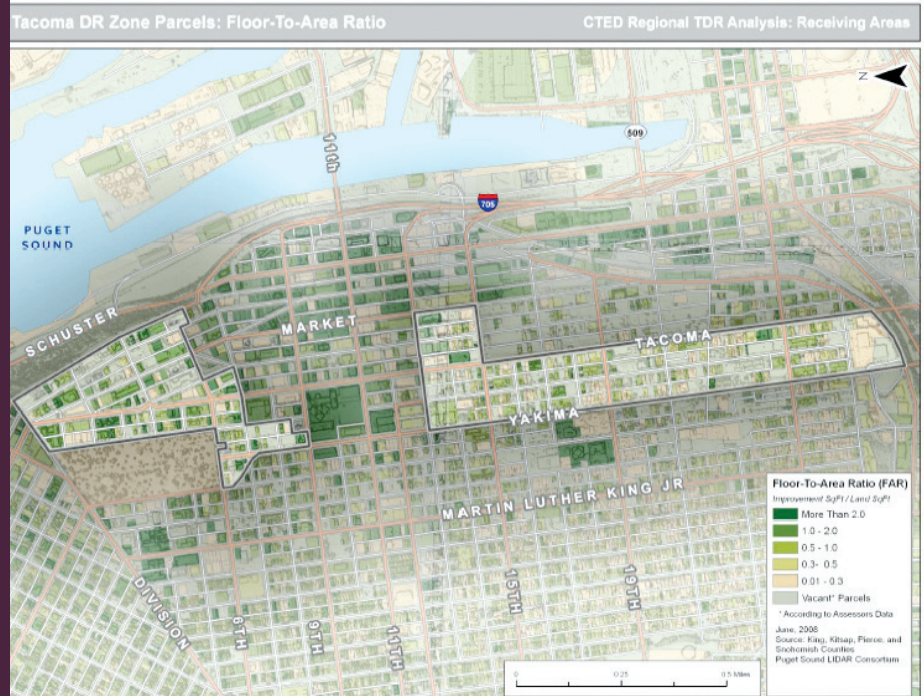 Tacoma DR Zone Parcels: Floor-To-Area Ratio
CTED Regional TDR Analysis: Receiving Areas
N
11th
509
705
PUGET
SOUND
SCHUSTER
MARKET
TACOMA
YAKIMA
MARTIN LUTHER KING JR
DIVISION
6TH
9TH
11TH
15TH
19TH
Floor-To-Area Ratio (FAR)
Improvement SqFt / Land SqFt
More Than 2.0
1.0 - 2.0
0.5 - 1.0
0.3- 0.5
0.01 - 0.3
Vacant* Parcels
* According to Assessors Data
June, 2008
Source: King, Kitsap, Pierce, and
Snohomish Counties
Puget Sound LIDAR Consortium
0 0.25 0.5 Miles